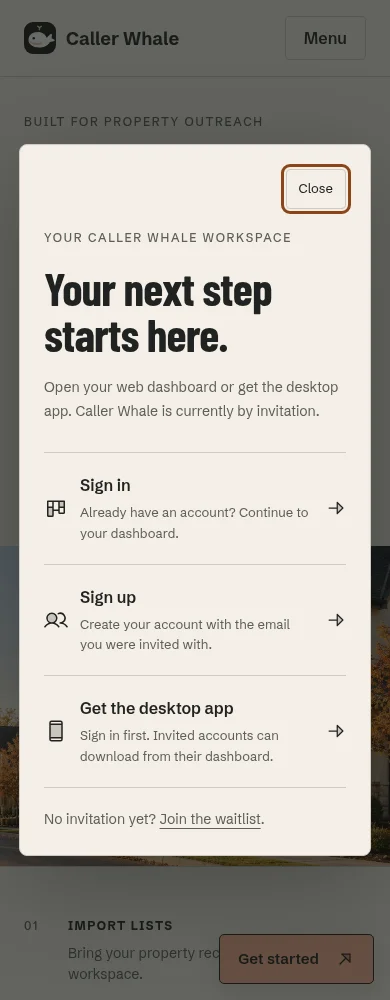 Caller Whale
Menu
BUILT FOR PROPERTY OUTREACH
Close
YOUR CALLER WHALE WORKSPACE
Your next step
starts here.
Open your web dashboard or get the desktop
app. Caller Whale is currently by invitation.
Sign in
Already have an account? Continue to
your dashboard.
Sign up
Create your account with the email
you were invited with.
Get the desktop app
Sign in first. Invited accounts can
download from their dashboard.
No invitation yet? Join the waitlist.
01
IMPORT LISTS
Bring your property rec
workspace.
Get started